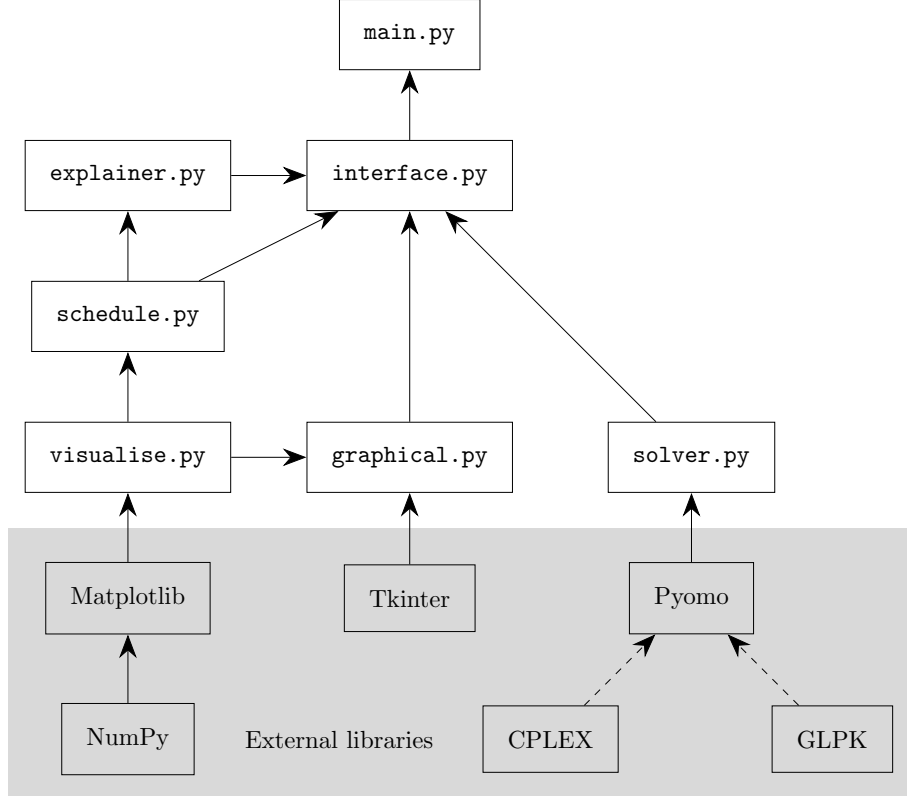 main.py
explainer.py
interface.py
schedule.py
visualise.py
graphical.py
solver.py
Matplotlib
Tkinter
Pyomo
NumPy
External libraries
CPLEX
GLPK